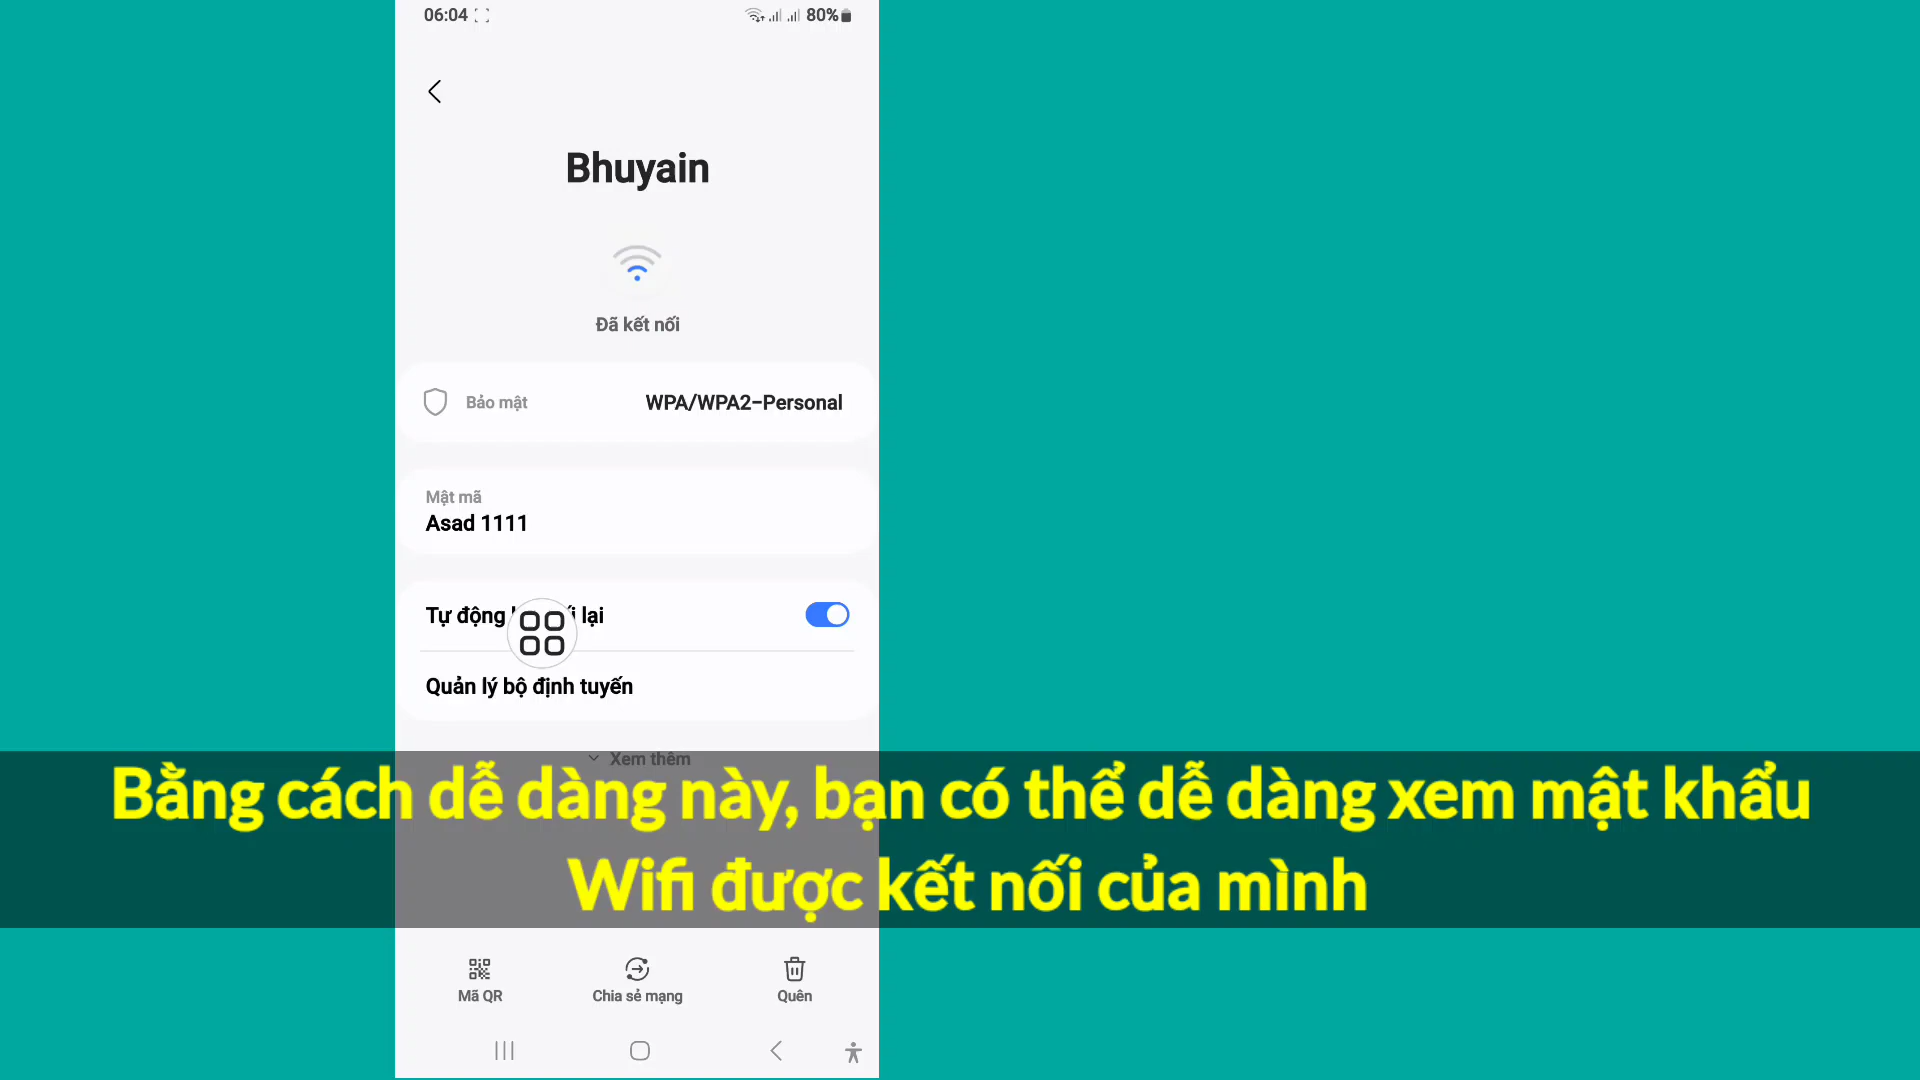 06:04
80%
Bhuyain
Đã kết nối
Bảo mật
WPA/WPA2-Personal
Mật mã
Asad 1111
Tự động lại
Quản lý bộ định tuyến
Xem thêm
Bằng cách dễ dàng này, bạn có thể dễ dàng xem mật khẩu
Wifi được kết nối của mình
Mã QR
Chia sẻ mạng
Quên